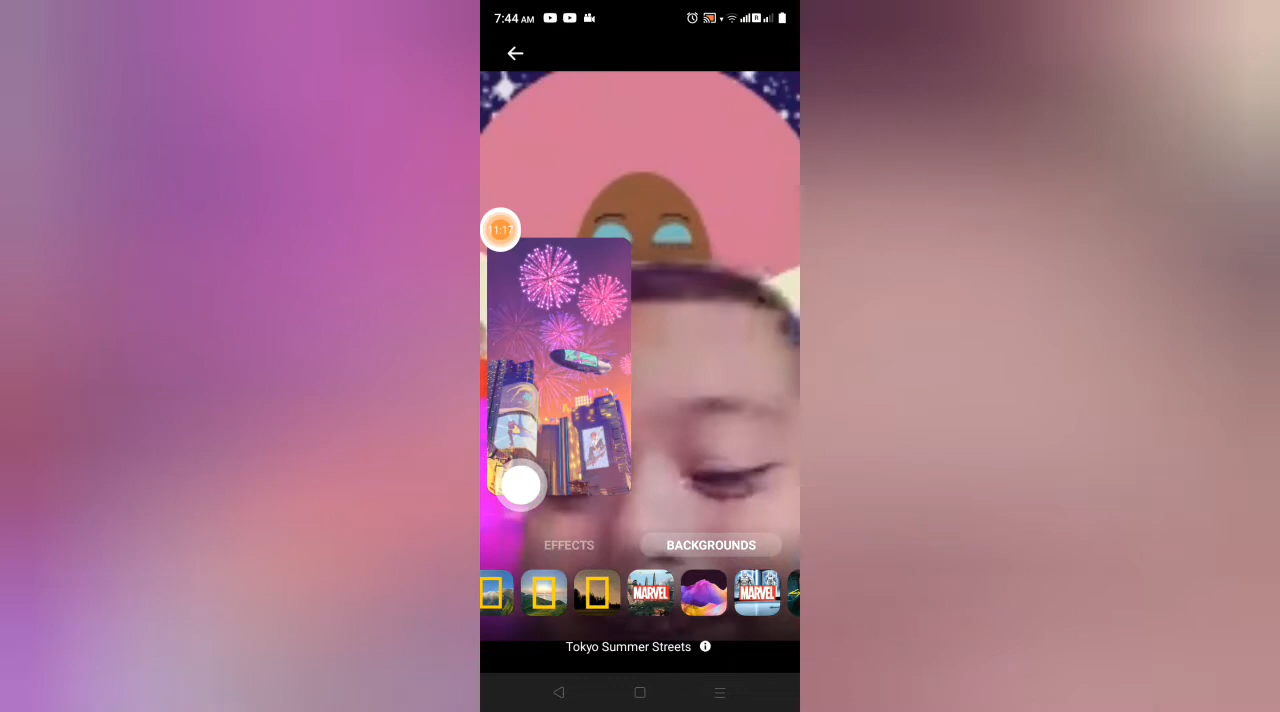 7:44 AM
R
11:17
EFFECTS
BACKGROUNDS
MARVEL
MARVEL
Tokyo Summer Streets